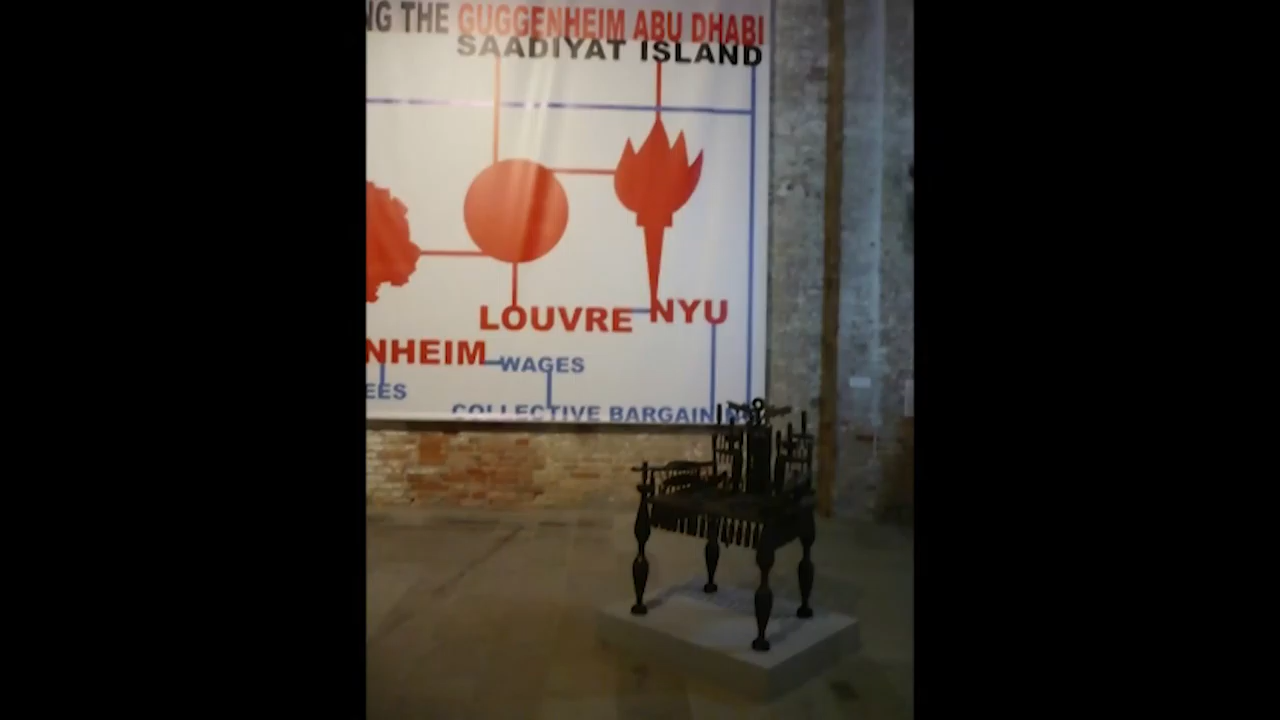 NG THE GUGGENHEIM ABU DHABI
SAADIYAT ISLAND
LOUVRE NYU
NHEIM WAGES
EES
COLLECTIVE BARGAIN